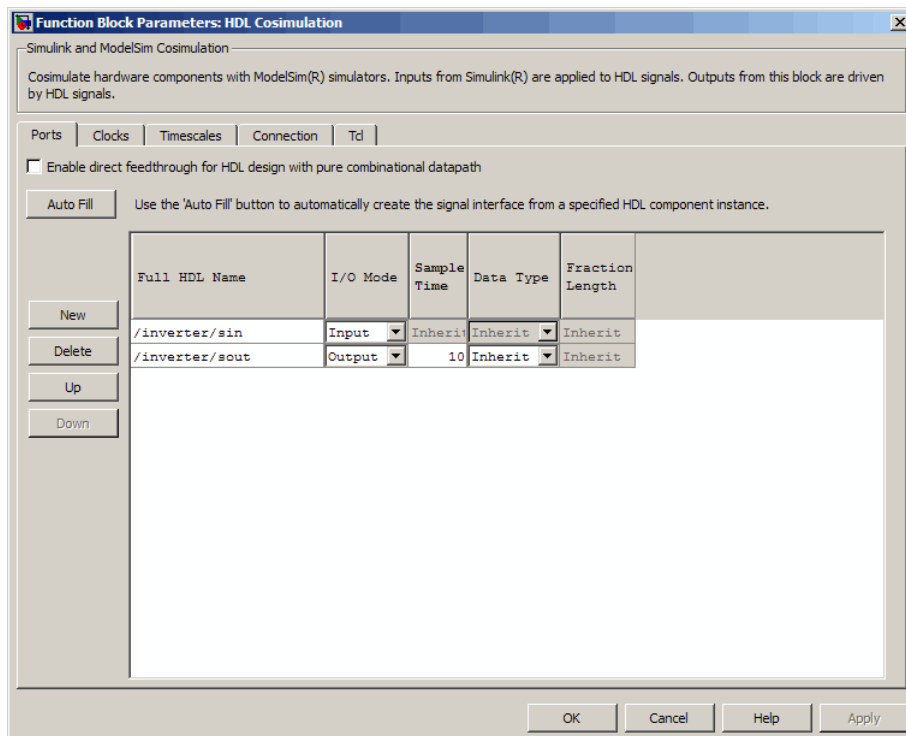 Function Block Parameters: HDL Cosimulation
Simulink and ModelSim Cosimulation
Cosimulate hardware components with ModelSim(R) simulators. Inputs from Simulink(R) are applied to HDL signals. Outputs from this block are driven
by HDL signals.
Ports Clocks Timescales Connection Tcl
Enable direct feedthrough for HDL design with pure combinational datapath
Auto Fill Use the 'Auto Fill' button to automatically create the signal interface from a specified HDL component instance.
Full HDL Name I/O Mode Sample Time Data Type Fraction Length
New
/inverter/sin Input Inherit Inherit Inherit
Delete
/inverter/sout Output 10 Inherit Inherit
Up
Down
OK Cancel Help Apply